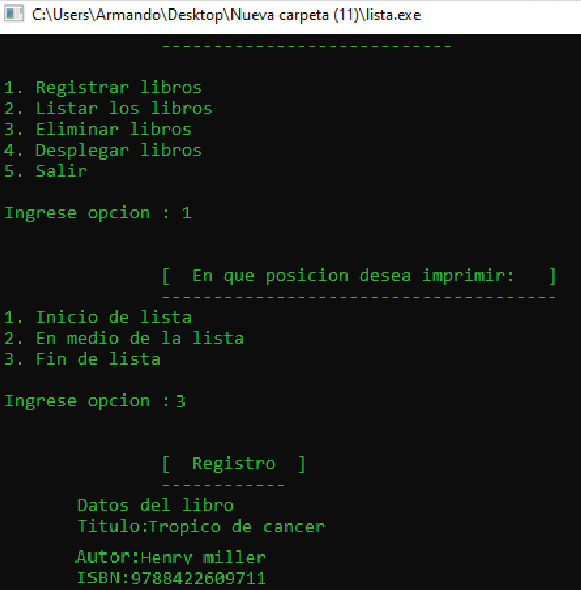 C:\Users\Armando\Desktop\Nueva carpeta (11)\lista.exe
----------------------------
1. Registrar libros
2. Listar los libros
3. Eliminar libros
4. Desplegar libros
5. Salir
Ingrese opcion : 1
[  En que posicion desea imprimir:   ]
--------------------------------------
1. Inicio de lista
2. En medio de la lista
3. Fin de lista
Ingrese opcion :3
[  Registro  ]
------------
Datos del libro
Titulo:Tropico de cancer
Autor:Henry miller
ISBN:9788422609711